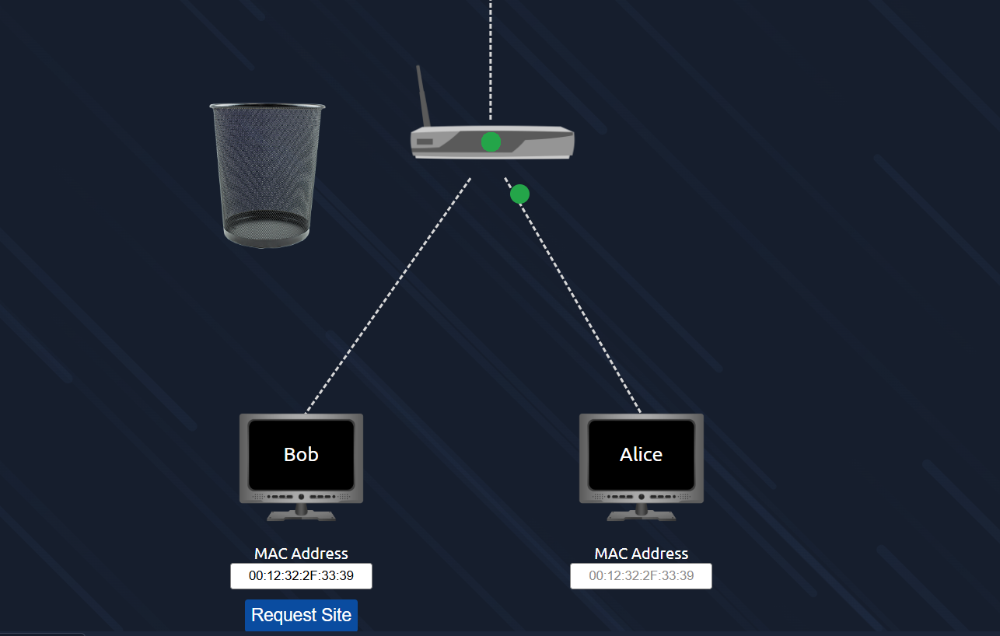 Bob
Alice
MAC Address
MAC Address
00:12:32:2F:33:39
00:12:32:2F:33:39
Request Site